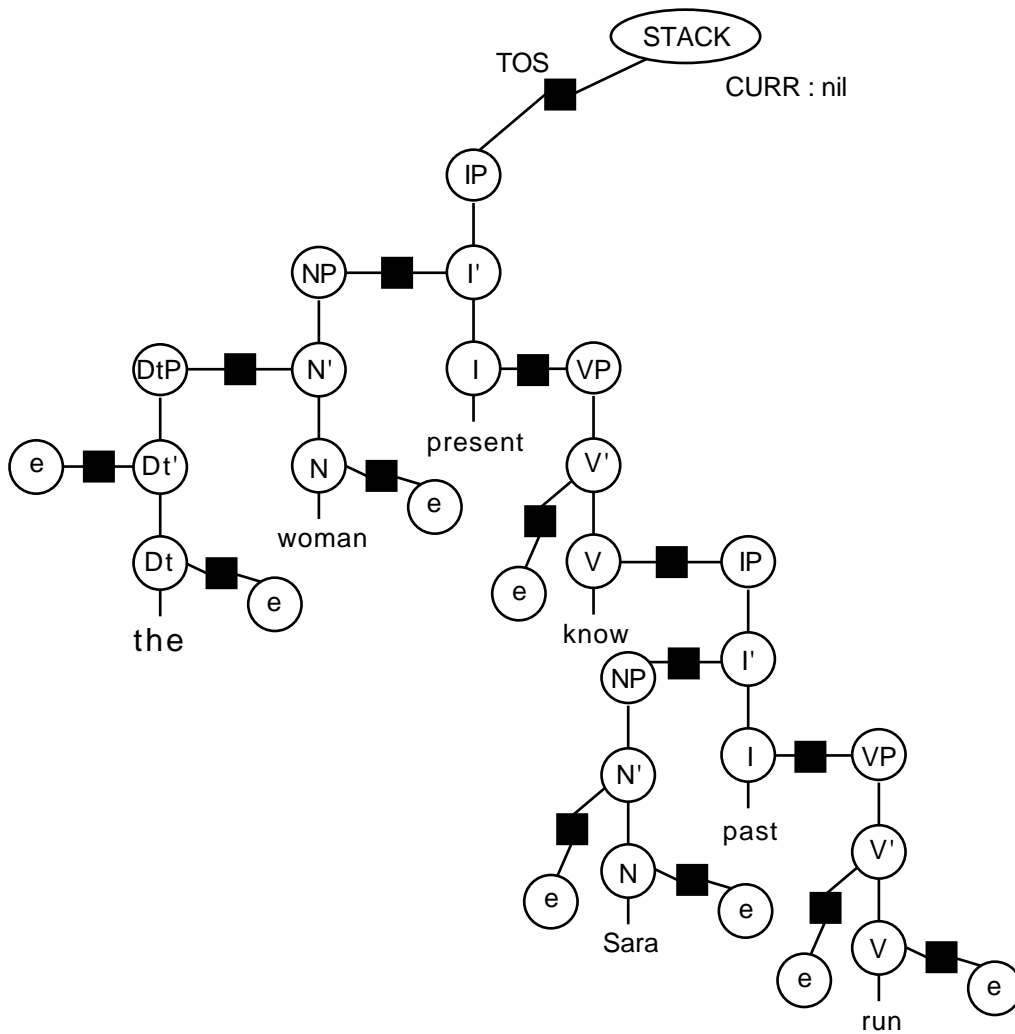 STACK
TOS
CURR : nil
IP
NP
I'
DtP
N'
I
VP
present
e
Dt'
N
V'
e
woman
Dt
e
e
V
IP
the
know
NP
I'
N'
I
VP
past
V'
e
N
e
Sara
e
V
e
run